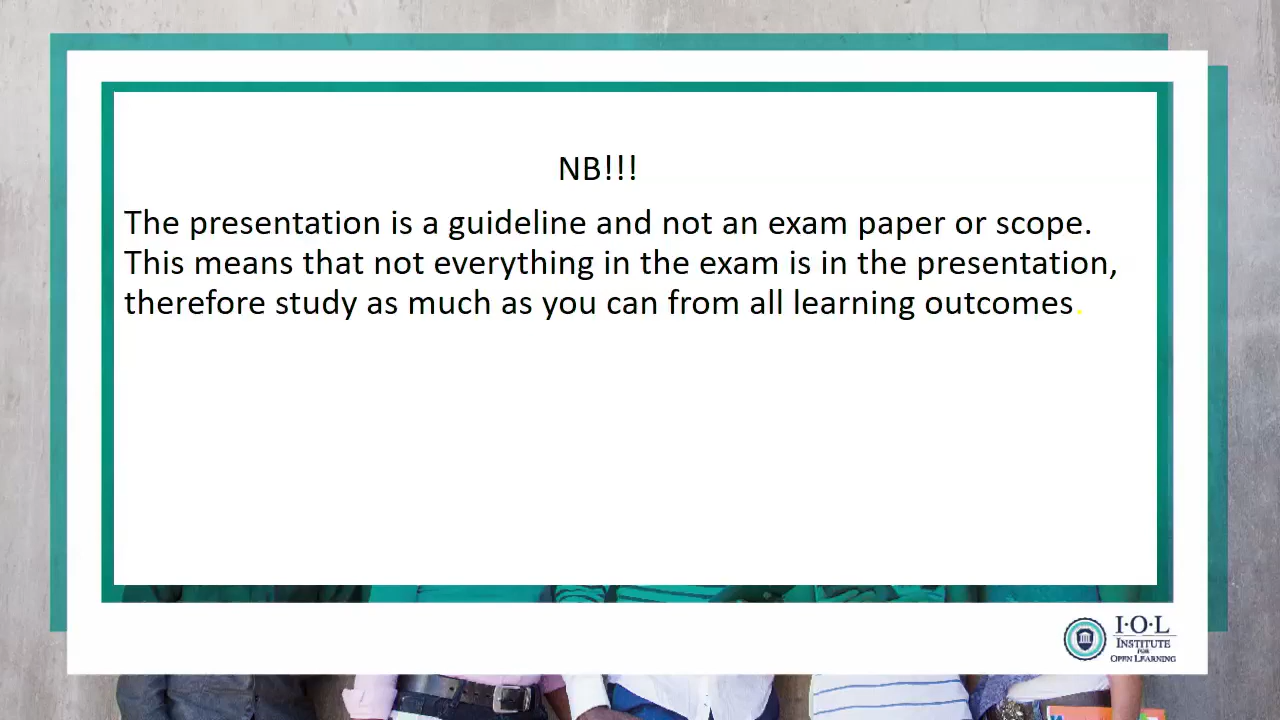 NB!!!
The presentation is a guideline and not an exam paper or scope.
This means that not everything in the exam is in the presentation,
therefore study as much as you can from all learning outcomes.
I·O·L
INSTITUTE
FOR
OPEN LEARNING